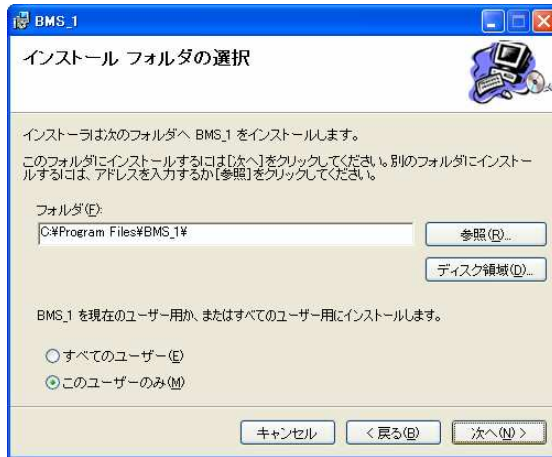 BMS_1
インストール フォルダの選択
インストーラは次のフォルダへ BMS_1 をインストールします。
このフォルダにインストールするには[次へ]をクリックしてください。別のフォルダにインストー
ルするには、アドレスを入力するか[参照]をクリックしてください。
フォルダ(F):
C:¥Program Files¥BMS_1¥
参照(R)...
ディスク領域(D)...
BMS_1 を現在のユーザー用か、またはすべてのユーザー用にインストールします。
すべてのユーザー(E)
このユーザーのみ(M)
キャンセル
< 戻る(B)
次へ(N) >